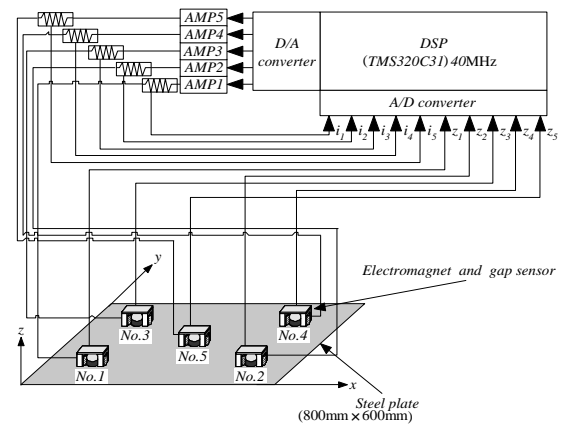 AMP5
AMP4
AMP3
AMP2
AMP1
D/A
converter
DSP
(TMS320C31) 40MHz
A/D converter
i1 i2 i3 i4 i5 z1 z2 z3 z4 z5
y
Electromagnet and gap sensor
z
No.3
No.4
No.5
No.1
No.2
x
Steel plate
(800mm × 600mm)